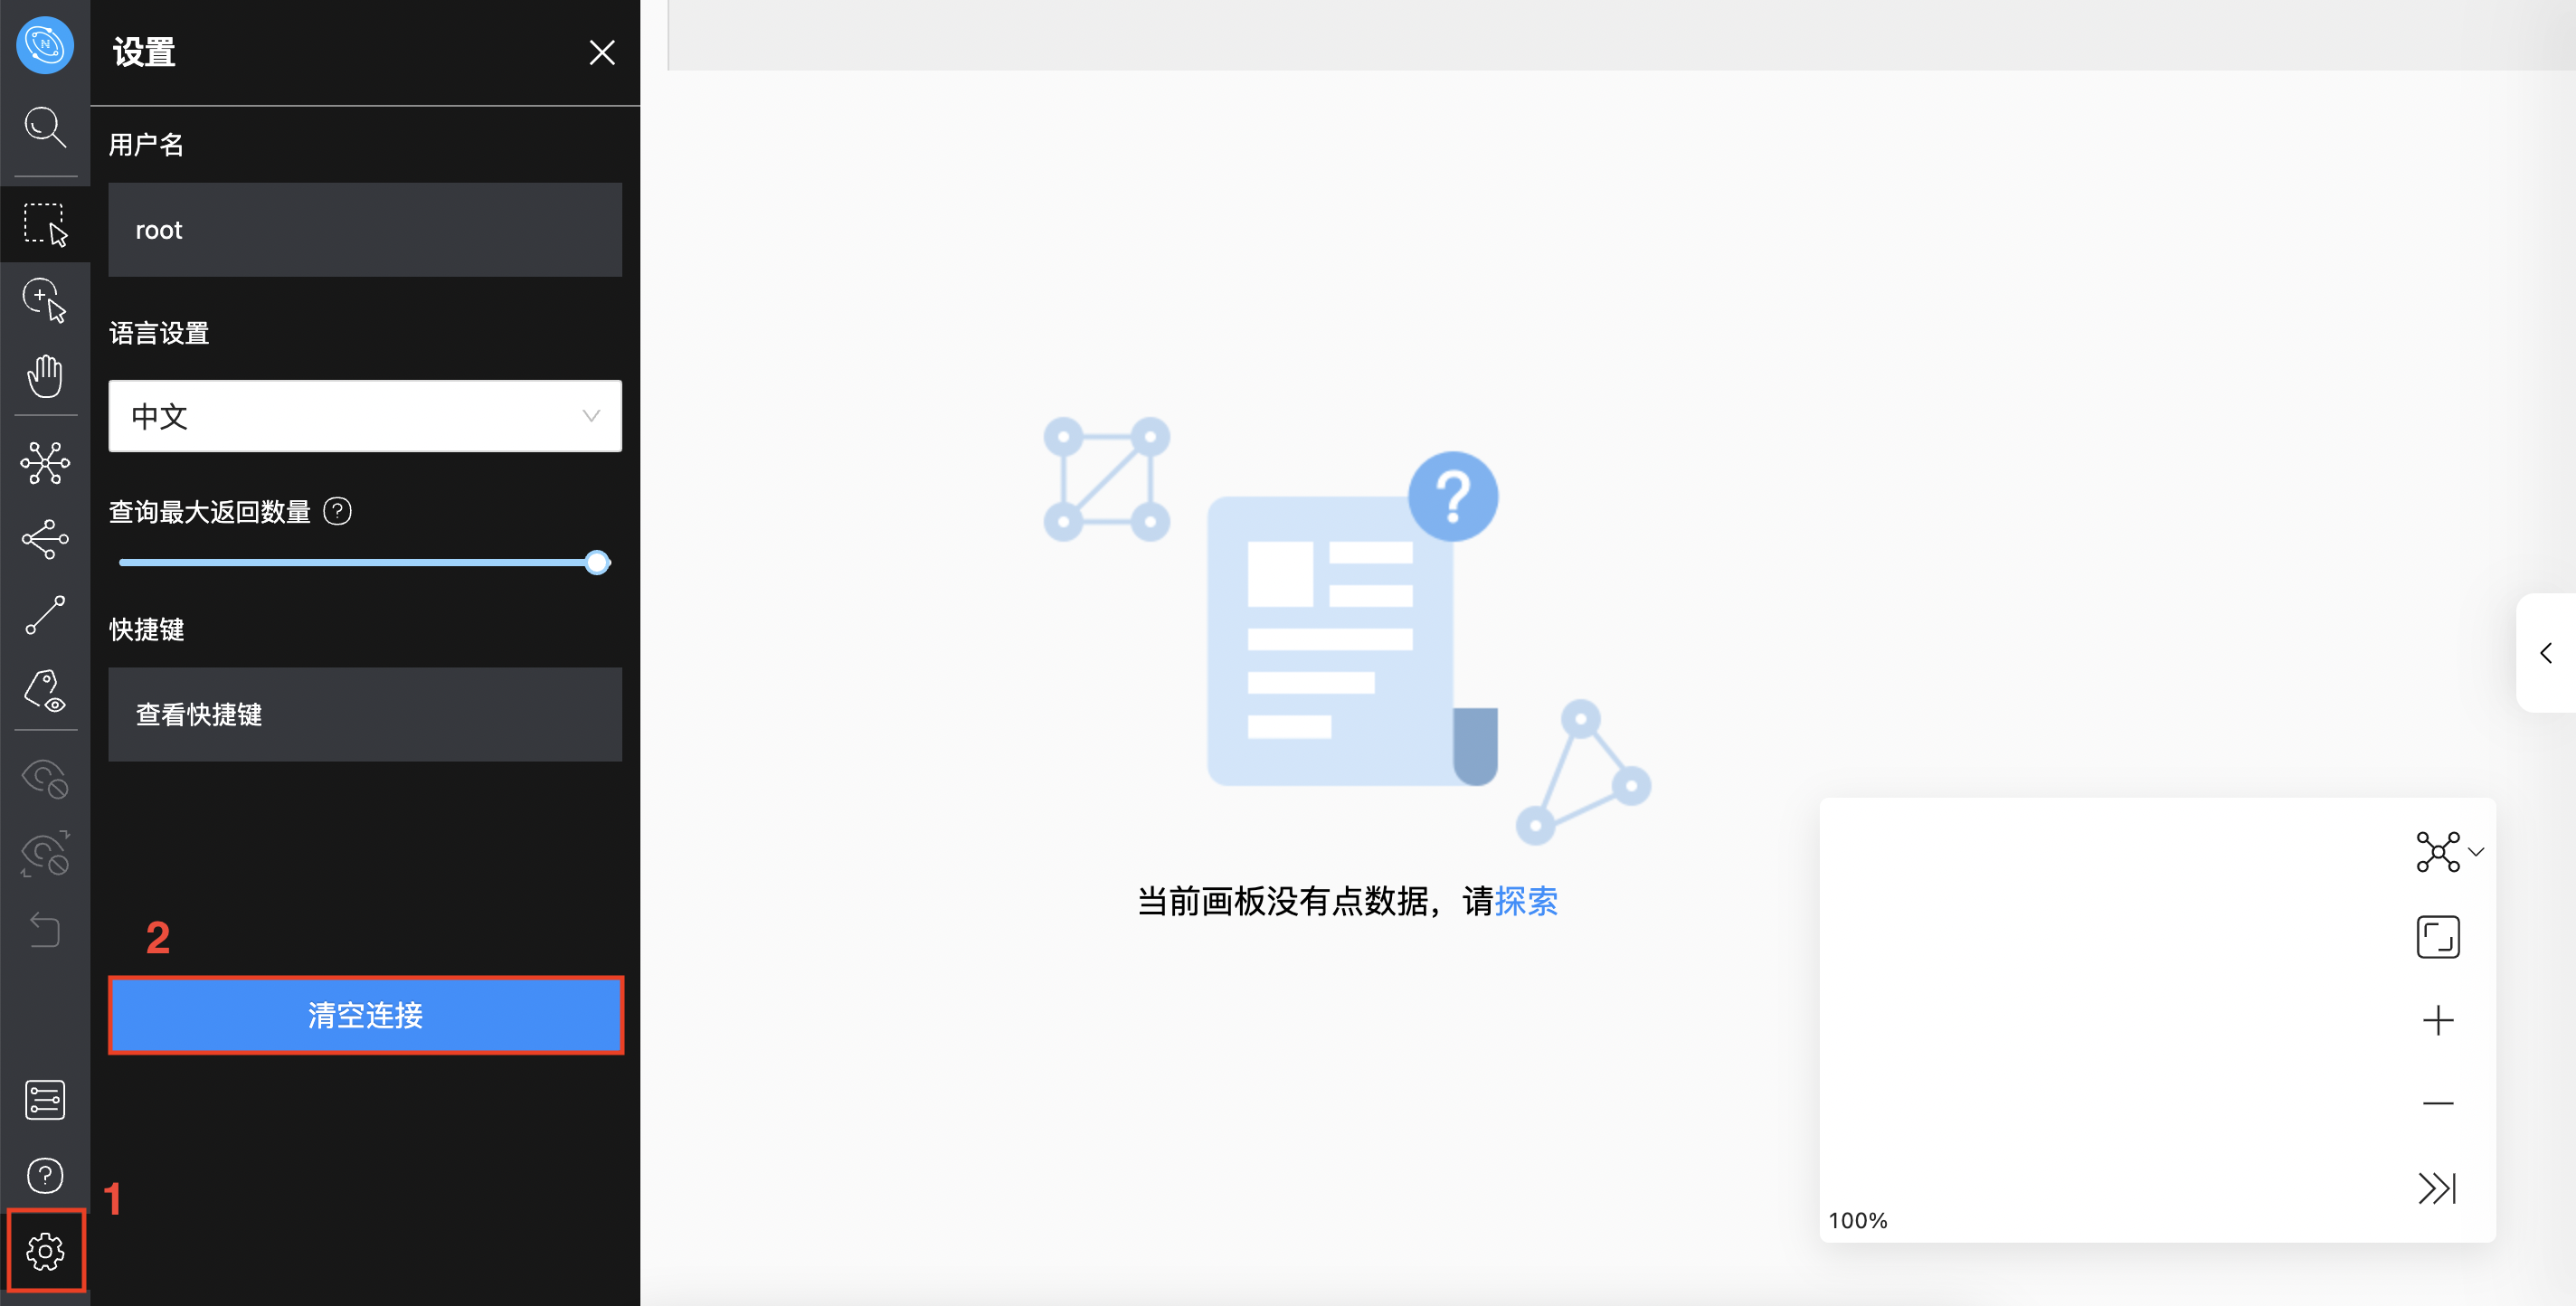 N
设置
用户名
root
语言设置
中文
查询最大返回数量 ?
快捷键
查看快捷键
2
清空连接
?
1
?
当前画板没有点数据，请探索
100%